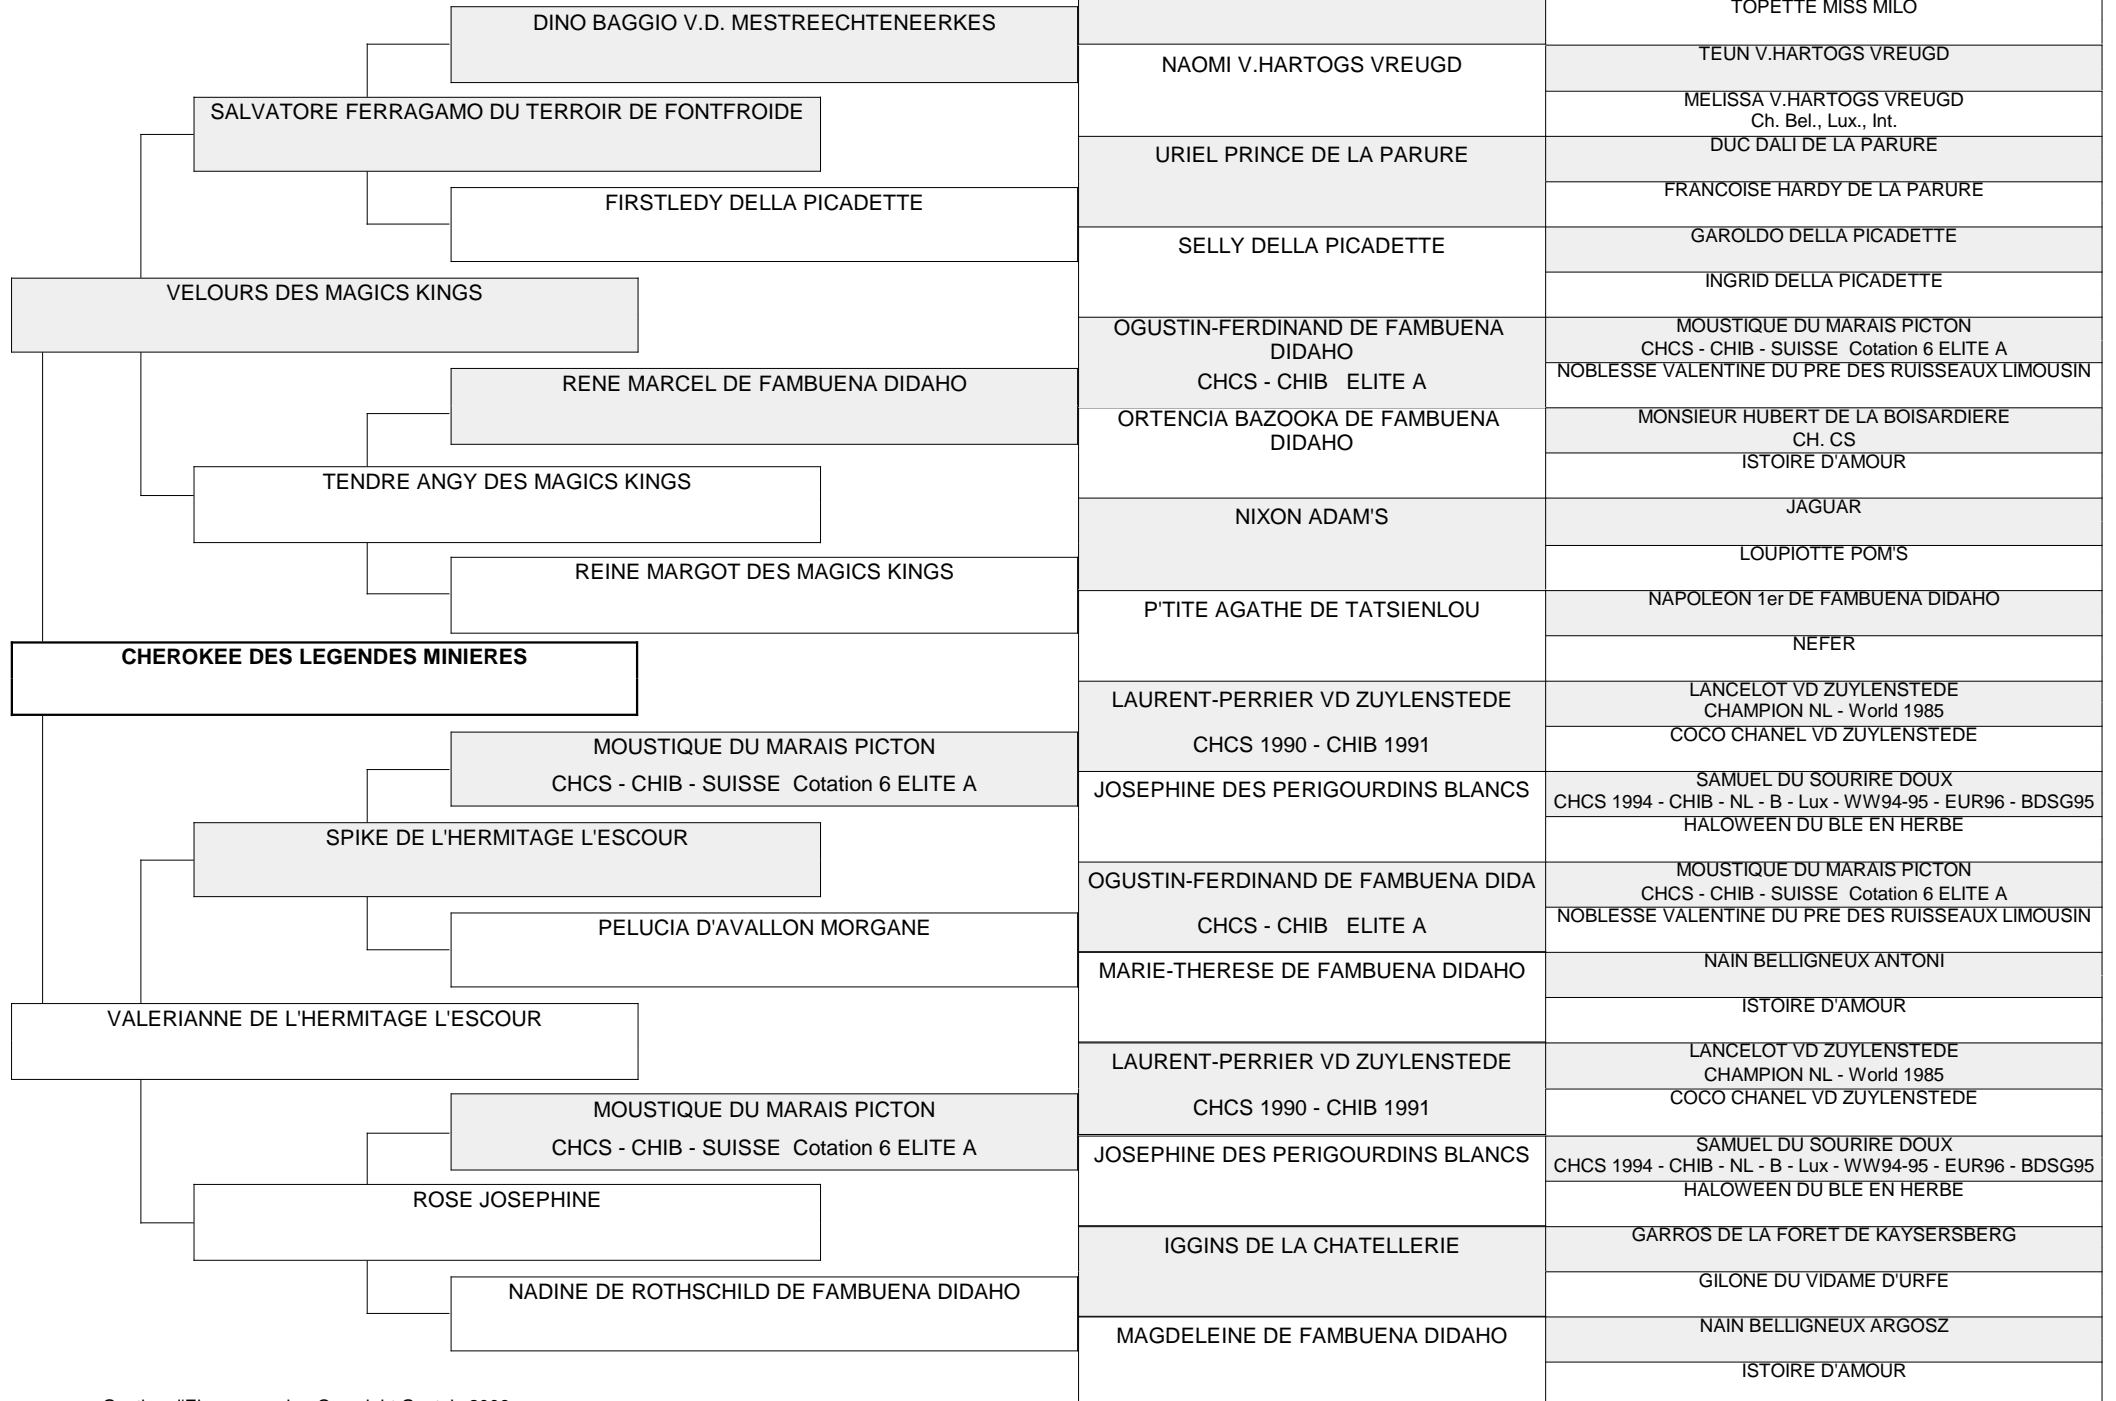 DINO BAGGIO V.D. MESTREECHTENEERKES
SALVATORE FERRAGAMO DU TERROIR DE FONTFROIDE
FIRSTLEDY DELLA PICADETTE
VELOURS DES MAGICS KINGS
RENE MARCEL DE FAMBUENA DIDAHO
TENDRE ANGY DES MAGICS KINGS
REINE MARGOT DES MAGICS KINGS
CHEROKEE DES LEGENDES MINIERES
MOUSTIQUE DU MARAIS PICTON
CHCS - CHIB - SUISSE Cotation 6 ELITE A
SPIKE DE L'HERMITAGE L'ESCOUR
PELUCIA D'AVALLON MORGANE
VALERIANNE DE L'HERMITAGE L'ESCOUR
MOUSTIQUE DU MARAIS PICTON
CHCS - CHIB - SUISSE Cotation 6 ELITE A
ROSE JOSEPHINE
NADINE DE ROTHSCHILD DE FAMBUENA DIDAHO
NAOMI V.HARTOGS VREUGD
URIEL PRINCE DE LA PARURE
SELLY DELLA PICADETTE
OGUSTIN-FERDINAND DE FAMBUENA
DIDAHO
CHCS - CHIB ELITE A
ORTENCIA BAZOOKA DE FAMBUENA
DIDAHO
NIXON ADAM'S
P'TITE AGATHE DE TATSIENLOU
LAURENT-PERRIER VD ZUYLENSTEDE
CHCS 1990 - CHIB 1991
JOSEPHINE DES PERIGOURDINS BLANCS
OGUSTIN-FERDINAND DE FAMBUENA DIDA
CHCS - CHIB ELITE A
MARIE-THERESE DE FAMBUENA DIDAHO
LAURENT-PERRIER VD ZUYLENSTEDE
CHCS 1990 - CHIB 1991
JOSEPHINE DES PERIGOURDINS BLANCS
IGGINS DE LA CHATELLERIE
MAGDELEINE DE FAMBUENA DIDAHO
TOPETTE MISS MILO
TEUN V.HARTOGS VREUGD
MELISSA V.HARTOGS VREUGD
Ch. Bel., Lux., Int.
DUC DALI DE LA PARURE
FRANCOISE HARDY DE LA PARURE
GAROLDO DELLA PICADETTE
INGRID DELLA PICADETTE
MOUSTIQUE DU MARAIS PICTON
CHCS - CHIB - SUISSE Cotation 6 ELITE A
NOBLESSE VALENTINE DU PRE DES RUISSEAUX LIMOUSIN
MONSIEUR HUBERT DE LA BOISARDIERE
CH. CS
ISTOIRE D'AMOUR
JAGUAR
LOUPIOTTE POM'S
NAPOLEON 1er DE FAMBUENA DIDAHO
NEFER
LANCELOT VD ZUYLENSTEDE
CHAMPION NL - World 1985
COCO CHANEL VD ZUYLENSTEDE
SAMUEL DU SOURIRE DOUX
CHCS 1994 - CHIB - NL - B - Lux - WW94-95 - EUR96 - BDSG95
HALOWEEN DU BLE EN HERBE
MOUSTIQUE DU MARAIS PICTON
CHCS - CHIB - SUISSE Cotation 6 ELITE A
NOBLESSE VALENTINE DU PRE DES RUISSEAUX LIMOUSIN
NAIN BELLIGNEUX ANTONI
ISTOIRE D'AMOUR
LANCELOT VD ZUYLENSTEDE
CHAMPION NL - World 1985
COCO CHANEL VD ZUYLENSTEDE
SAMUEL DU SOURIRE DOUX
CHCS 1994 - CHIB - NL - B - Lux - WW94-95 - EUR96 - BDSG95
HALOWEEN DU BLE EN HERBE
GARROS DE LA FORET DE KAYSERSBERG
GILONE DU VIDAME D'URFE
NAIN BELLIGNEUX ARGOSZ
ISTOIRE D'AMOUR